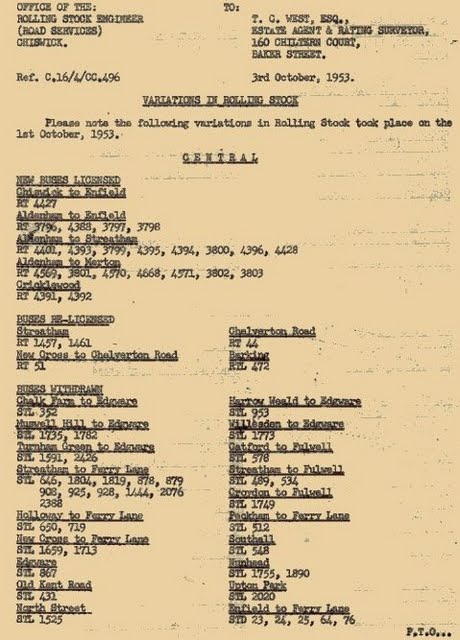 OFFICE OF THE:
ROLLING STOCK ENGINEER
(ROAD SERVICES)
CHISWICK.
TO:
T. C. WEST, ESQ.,
ESTATE AGENT & RATING SURVEYOR,
160 CHILTERN COURT,
BAKER STREET.
Ref. C.16/4/CC.496
3rd October, 1953.
VARIATIONS IN ROLLING STOCK
Please note the following variations in Rolling Stock took place on the
1st October, 1953.
CENTRAL
NEW BUSES LICENSED
Chiswick to Enfield
RT 4427
Aldenham to Enfield
RT 3796, 4388, 3797, 3798
Aldenham to Streatham
RT 4401, 4393, 3799, 4395, 4394, 3800, 4396, 4428
Aldenham to Merton
RT 4569, 3801, 4570, 4668, 4571, 3802, 3803
Cricklewood
RT 4391, 4392
BUSES RE-LICENSED
Streatham
RT 1457, 1461
New Cross to Chelverton Road
RT 51
Chelverton Road
RT 44
Barking
RTL 472
BUSES WITHDRAWN
Chalk Farm to Edgware
STL 352
Muswell Hill to Edgware
STL 1735, 1782
Turnham Green to Edgware
STL 1591, 2426
Streatham to Ferry Lane
STL 646, 1804, 1819, 878, 879
908, 925, 928, 1444, 2076
2388
Holloway to Ferry Lane
STL 650, 719
New Cross to Ferry Lane
STL 1659, 1713
Edgware
STL 867
Old Kent Road
STL 431
North Street
STL 1525
Harrow Weald to Edgware
STL 953
Willesden to Edgware
STL 1773
Catford to Fulwell
STL 578
Streatham to Fulwell
STL 489, 534
Croydon to Fulwell
STL 1749
Peckham to Ferry Lane
STL 512
Southall
STL 548
Nunhead
STL 1755, 1890
Upton Park
STL 2020
Enfield to Ferry Lane
STD 23, 24, 25, 64, 76
P.T.O...